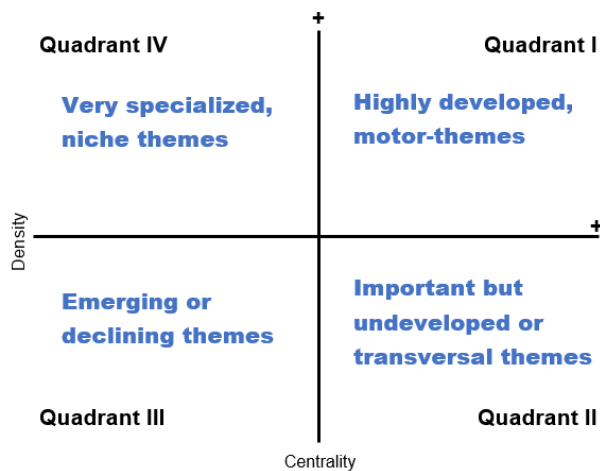 +
Quadrant IV
Quadrant I
Very specialized,
niche themes
Highly developed,
motor-themes
Density
+
Emerging or
declining themes
Important but
undeveloped or
transversal themes
Quadrant III
Quadrant II
Centrality